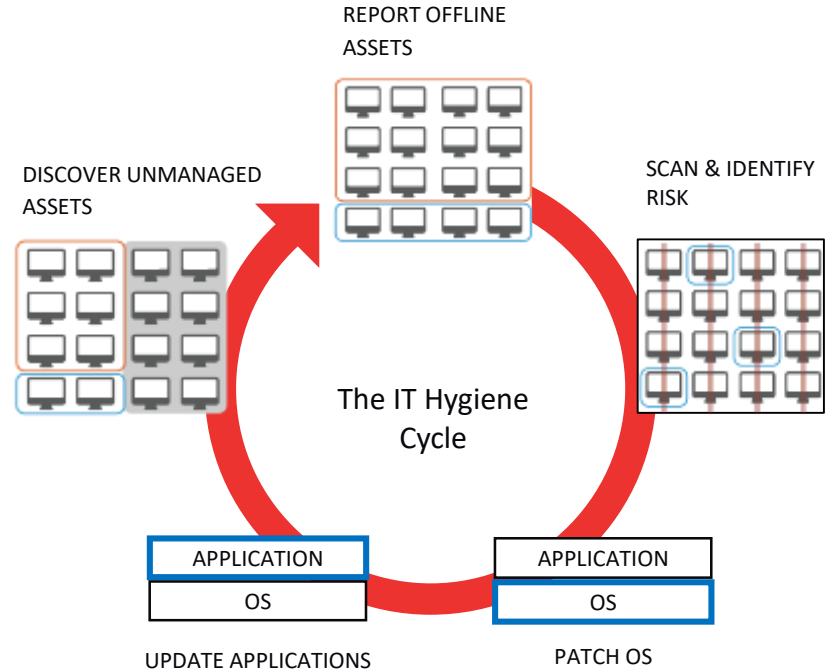 REPORT OFFLINE
ASSETS
DISCOVER UNMANAGED
ASSETS
SCAN & IDENTIFY
RISK
The IT Hygiene
Cycle
APPLICATION
OS
UPDATE APPLICATIONS
APPLICATION
OS
PATCH OS